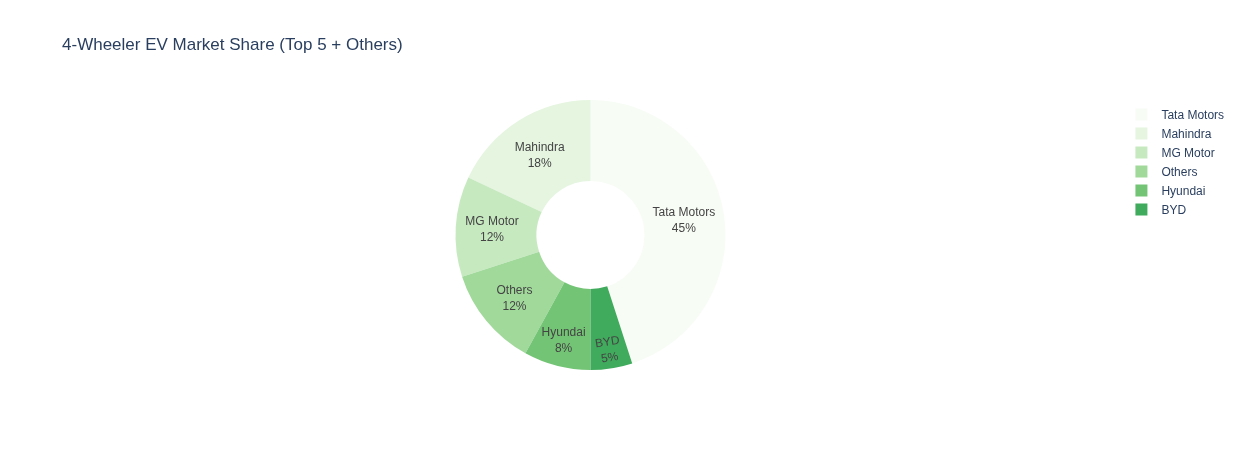 4-Wheeler EV Market Share (Top 5 + Others)
Mahindra
18%
Tata Motors
45%
MG Motor
12%
Others
12%
Hyundai
8%
BYD
5%
Tata Motors
Mahindra
MG Motor
Others
Hyundai
BYD